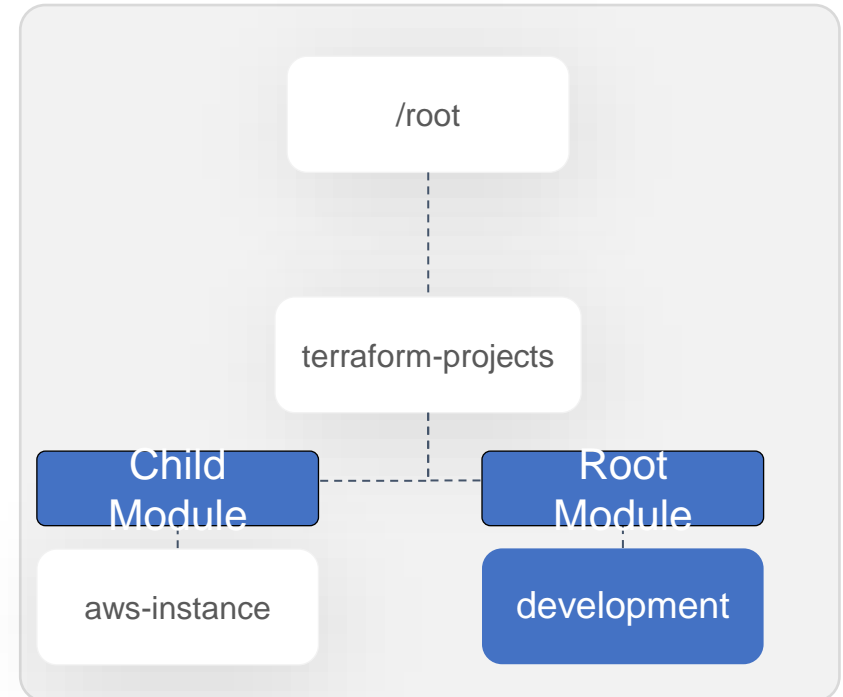 /root
terraform-projects
Child
Module
Root
Module
aws-instance
development